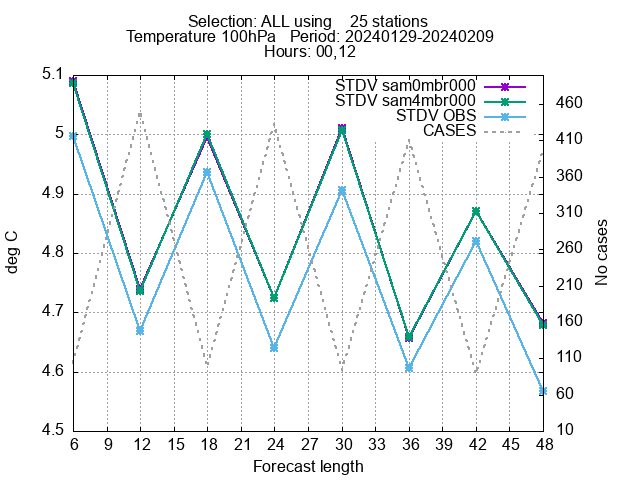 Selection: ALL using    25 stations
Temperature 100hPa   Period: 20240129-20240209
Hours: 00,12
STDV sam0mbr000
STDV sam4mbr000
STDV OBS
CASES
5.1
5
4.9
4.8
4.7
4.6
4.5
deg C
460
410
360
310
260
210
160
110
60
10
No cases
6 9 12 15 18 21 24 27 30 33 36 39 42 45 48
Forecast length